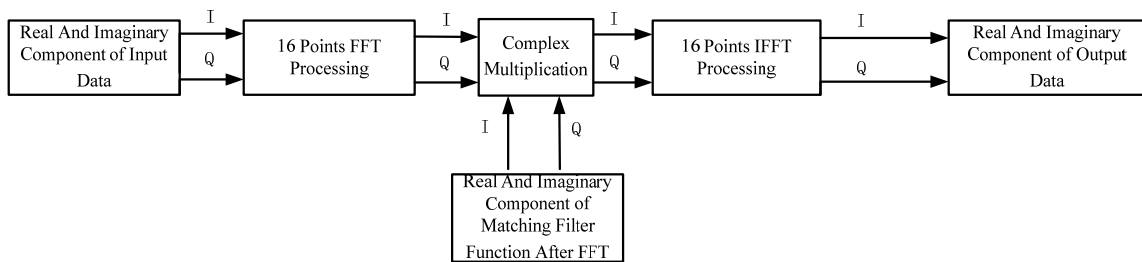 Real And Imaginary
Component of Input
Data
I
Q
16 Points FFT
Processing
I
Q
Complex
Multiplication
I
Q
16 Points IFFT
Processing
I
Q
Real And Imaginary
Component of Output
Data
I
Q
Real And Imaginary
Component of
Matching Filter
Function After FFT